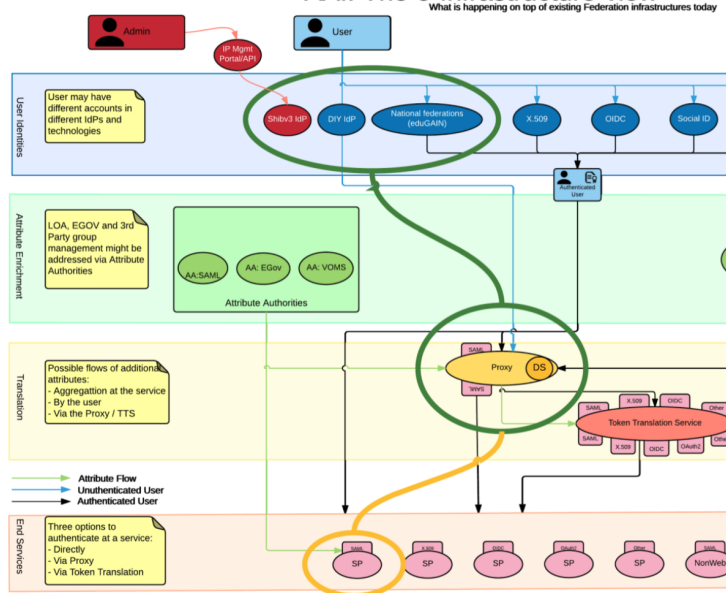 What is happening on top of existing Federation infrastructures today
Admin
User
IP Mgmt
Portal/API
User Identities
User may have
different accounts in
different IdPs and
technologies
Shibv3 IdP
DIY IdP
National federations
(eduGAIN)
X.509
OIDC
Social ID
Authenticated
User
Attribute Enrichment
LOA, EGOV and 3rd
Party group
management might be
addressed via Attribute
Authorities
AA:SAML
AA: EGov
AA: VOMS
Attribute Authorities
Translation
Possible flows of additional
attributes:
- Aggregattion at the service
- By the user
- Via the Proxy / TTS
SAML
Proxy
DS
SAML
SAML
X.509
OIDC
Other
Token Translation Service
SAML
X.509
OIDC
OAuth2
Othe
Attribute Flow
Unuthenticated User
Authenticated User
End Services
Three options to
authenticate at a service:
- Directly
- Via Proxy
- Via Token Translation
SAML
SP
X.509
SP
OIDC
SP
OAuth2
SP
Other
SP
SAML
NonWeb